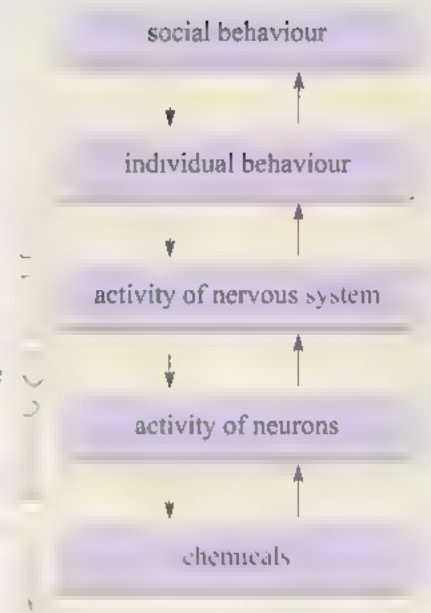 social behaviour
individual behaviour
activity of nervous system
activity of neurons
chemicals